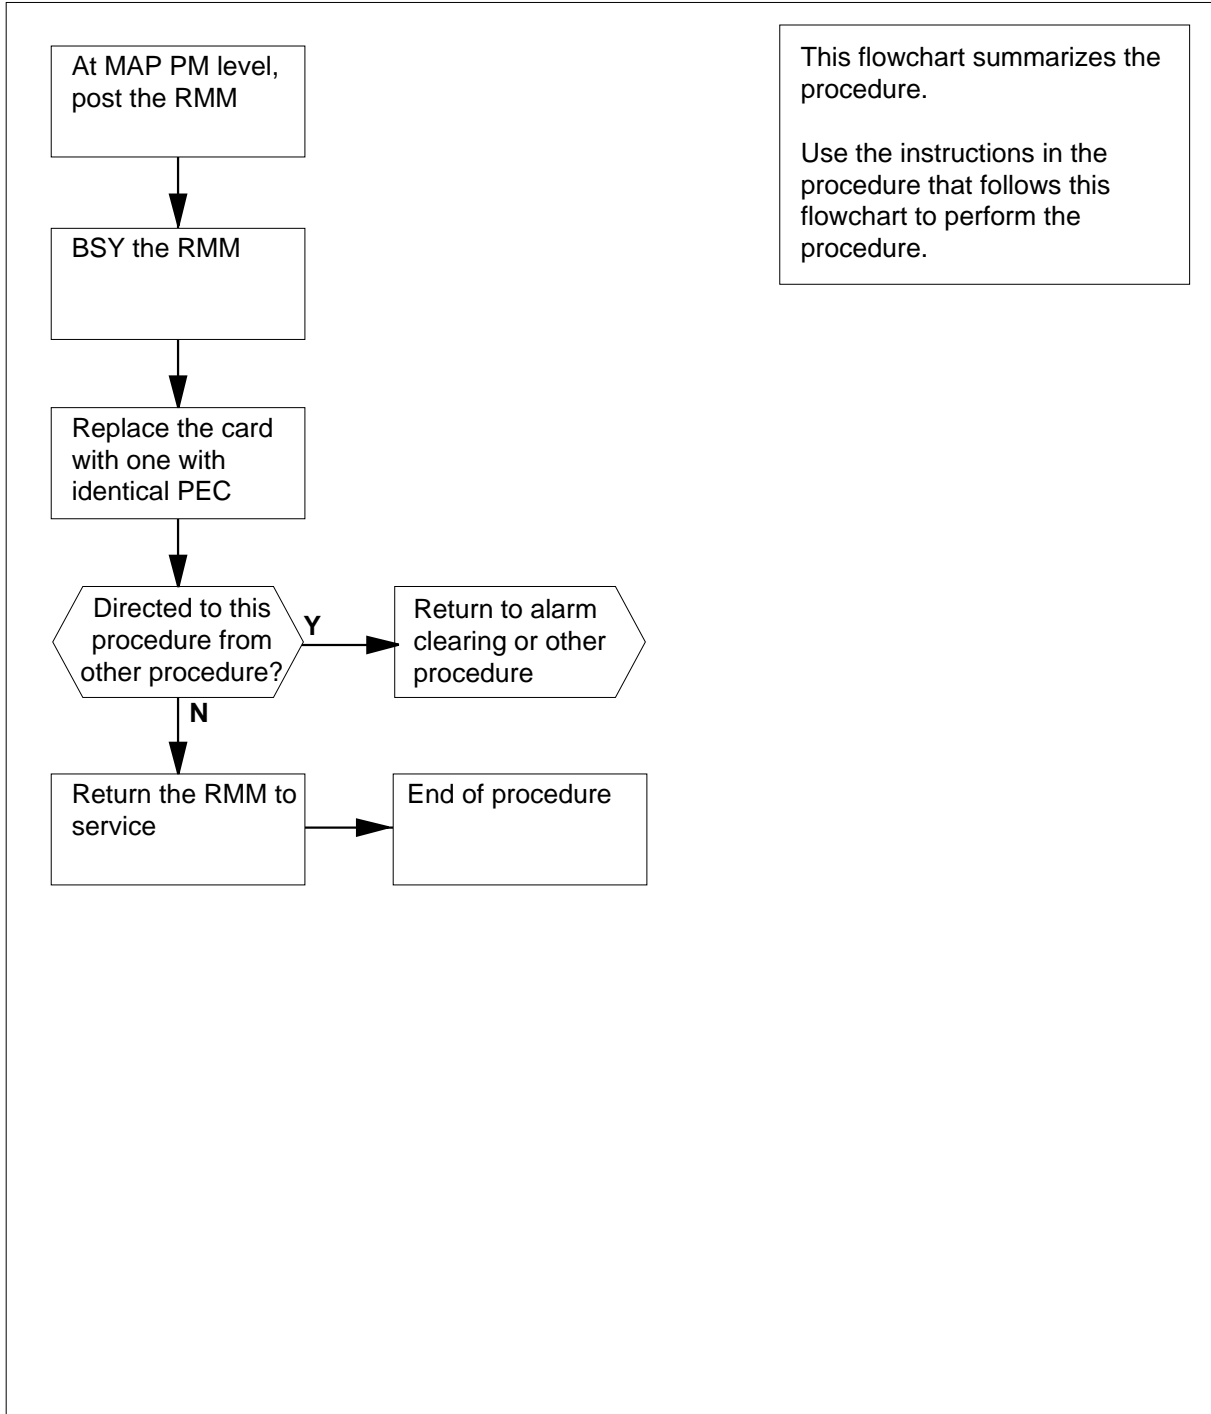 At MAP PM level,
post the RMM
This flowchart summarizes the
procedure.
Use the instructions in the
procedure that follows this
flowchart to perform the
procedure.
BSY the RMM
Replace the card
with one with
identical PEC
Directed to this
procedure from
other procedure?
Y
Return to alarm
clearing or other
procedure
N
Return the RMM to
service
End of procedure